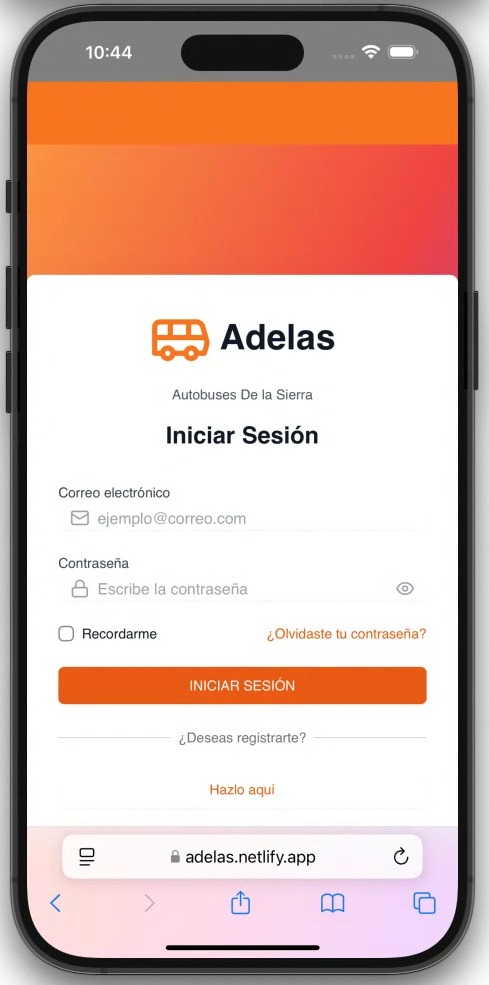 10:44
Adelas
Autobuses De la Sierra
Iniciar Sesión
Correo electrónico
ejemplo@correo.com
Contraseña
Escribe la contraseña
Recordarme ¿Olvidaste tu contraseña?
INICIAR SESIÓN
¿Deseas registrarte?
Hazlo aquí
adelas.netlify.app